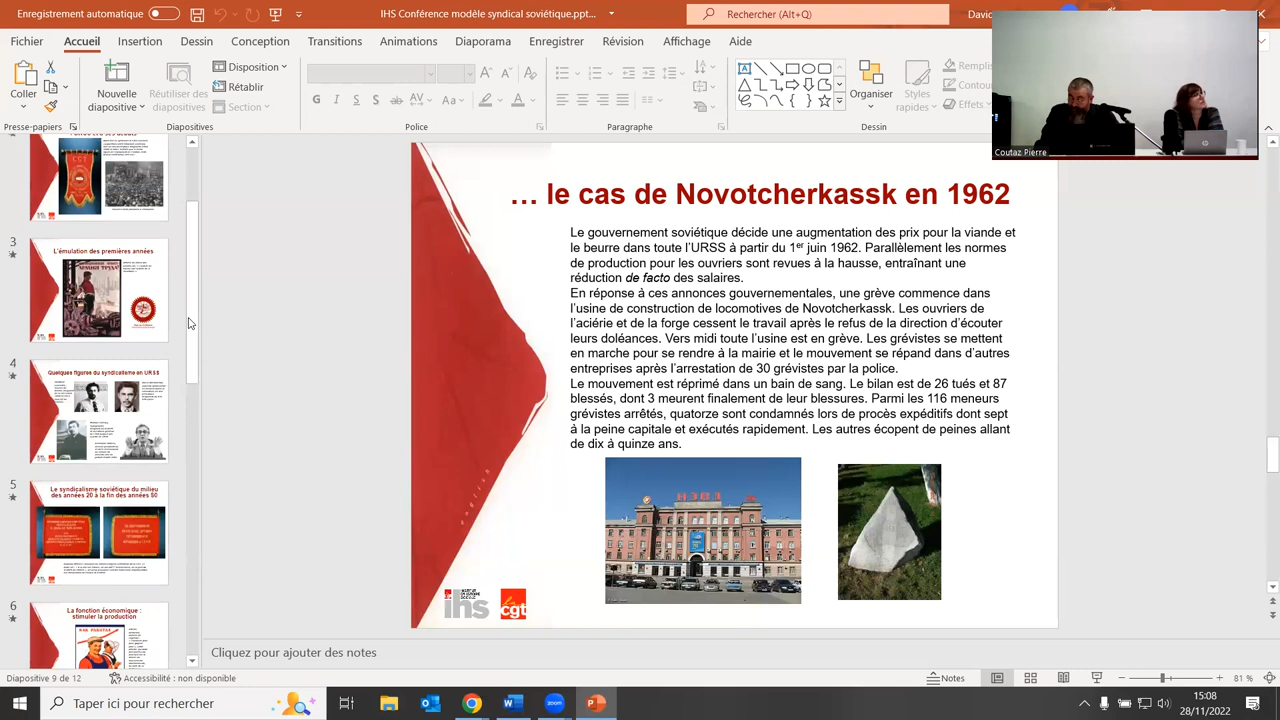 Enregistrement automatique
IHS Conférence modèle syndical soviéti...
Rechercher (Alt+Q)
David
Fichier
Accueil
Insertion
Dessin
Conception
Transitions
Animations
Diaporama
Enregistrer
Révision
Affichage
Aide
Coller
Nouvelle
diapositive
Réutiliser des
diapositives
Disposition
Rétablir
Section
Organiser
Styles
rapides
Remplis
Contour
Effets
Presse-papiers
Diapositives
Police
Paragraphe
Dessin
Coutaz Pierre
3
L'émulation des premières années
4
Quelques figures du syndicalisme en URSS
5
Le syndicalisme soviétique du milieu
des années 20 à la fin des années 80
6
La fonction économique :
stimuler la production
… le cas de Novotcherkassk en 1962
Le gouvernement soviétique décide une augmentation des prix pour la viande et
le beurre dans toute l'URSS à partir du 1er juin 1962. Parallèlement les normes
de production pour les ouvriers sont revues à la hausse, entraînant une
réduction de facto des salaires.
En réponse à ces annonces gouvernementales, une grève commence dans
l'usine de construction de locomotives de Novotcherkassk. Les ouvriers de
l'aciérie et de la forge cessent le travail après le refus de la direction d'écouter
leurs doléances. Vers midi toute l'usine est en grève. Les grévistes se mettent
en marche pour se rendre à la mairie et le mouvement se répand dans d'autres
entreprises après l'arrestation de 30 grévistes par la police.
Le mouvement est réprimé dans un bain de sang. Le bilan est de 26 tués et 87
blessés, dont 3 meurent finalement de leur blessures. Parmi les 116 meneurs
grévistes arrêtés, quatorze sont condamnés lors de procès expéditifs dont sept
à la peine capitale et exécutés rapidement. Les autres écopent de peines allant
de dix à quinze ans.
ihs
cgt
Cliquez pour ajouter des notes
Diapositive 9 de 12
Accessibilité : non disponible
Notes
81 %
Taper ici pour rechercher
zoom
15:08
28/11/2022